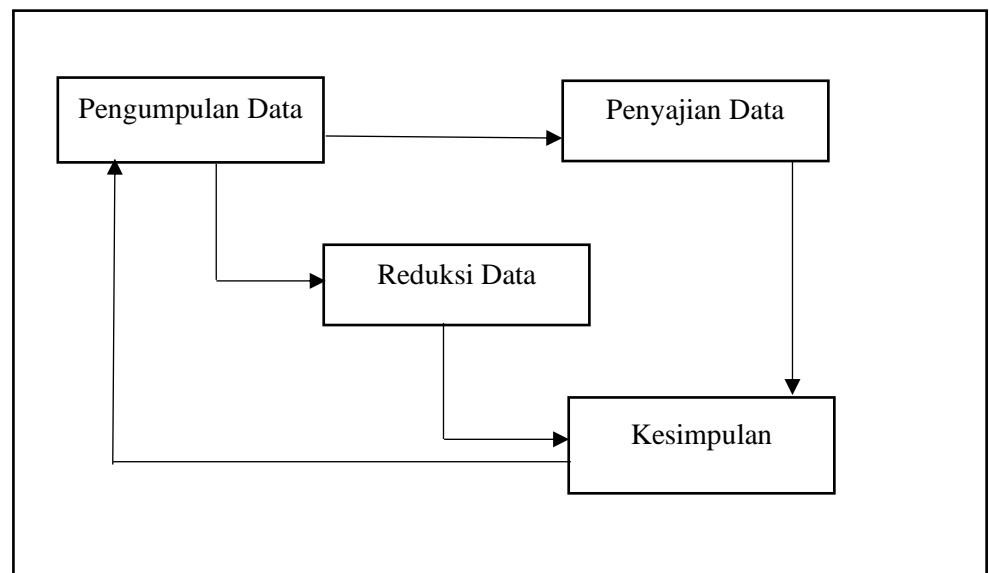 Pengumpulan Data
Penyajian Data
Reduksi Data
Kesimpulan